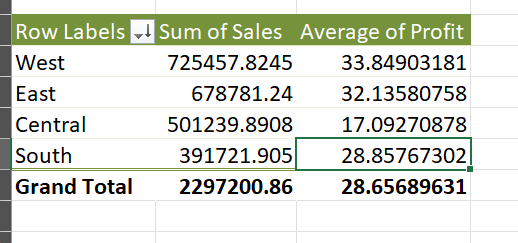 Row Labels Sum of Sales Average of Profit
West 725457.8245 33.84903181
East 678781.24 32.13580758
Central 501239.8908 17.09270878
South 391721.905 28.85767302
Grand Total 2297200.86 28.65689631